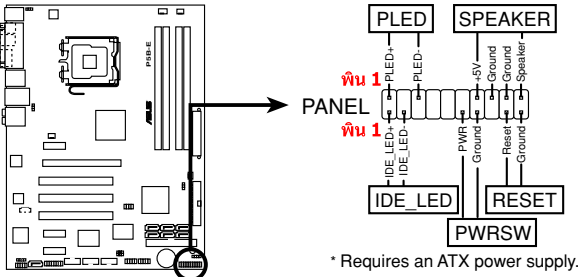 PLED SPEAKER
P5B-E
ASUS
PLED+ PLED- +5V Ground Ground Speaker
พิน 1
PANEL
พิน 1
IDE_LED+ IDE_LED- PWR Ground Reset Ground
IDE_LED RESET
PWRSW
* Requires an ATX power supply.